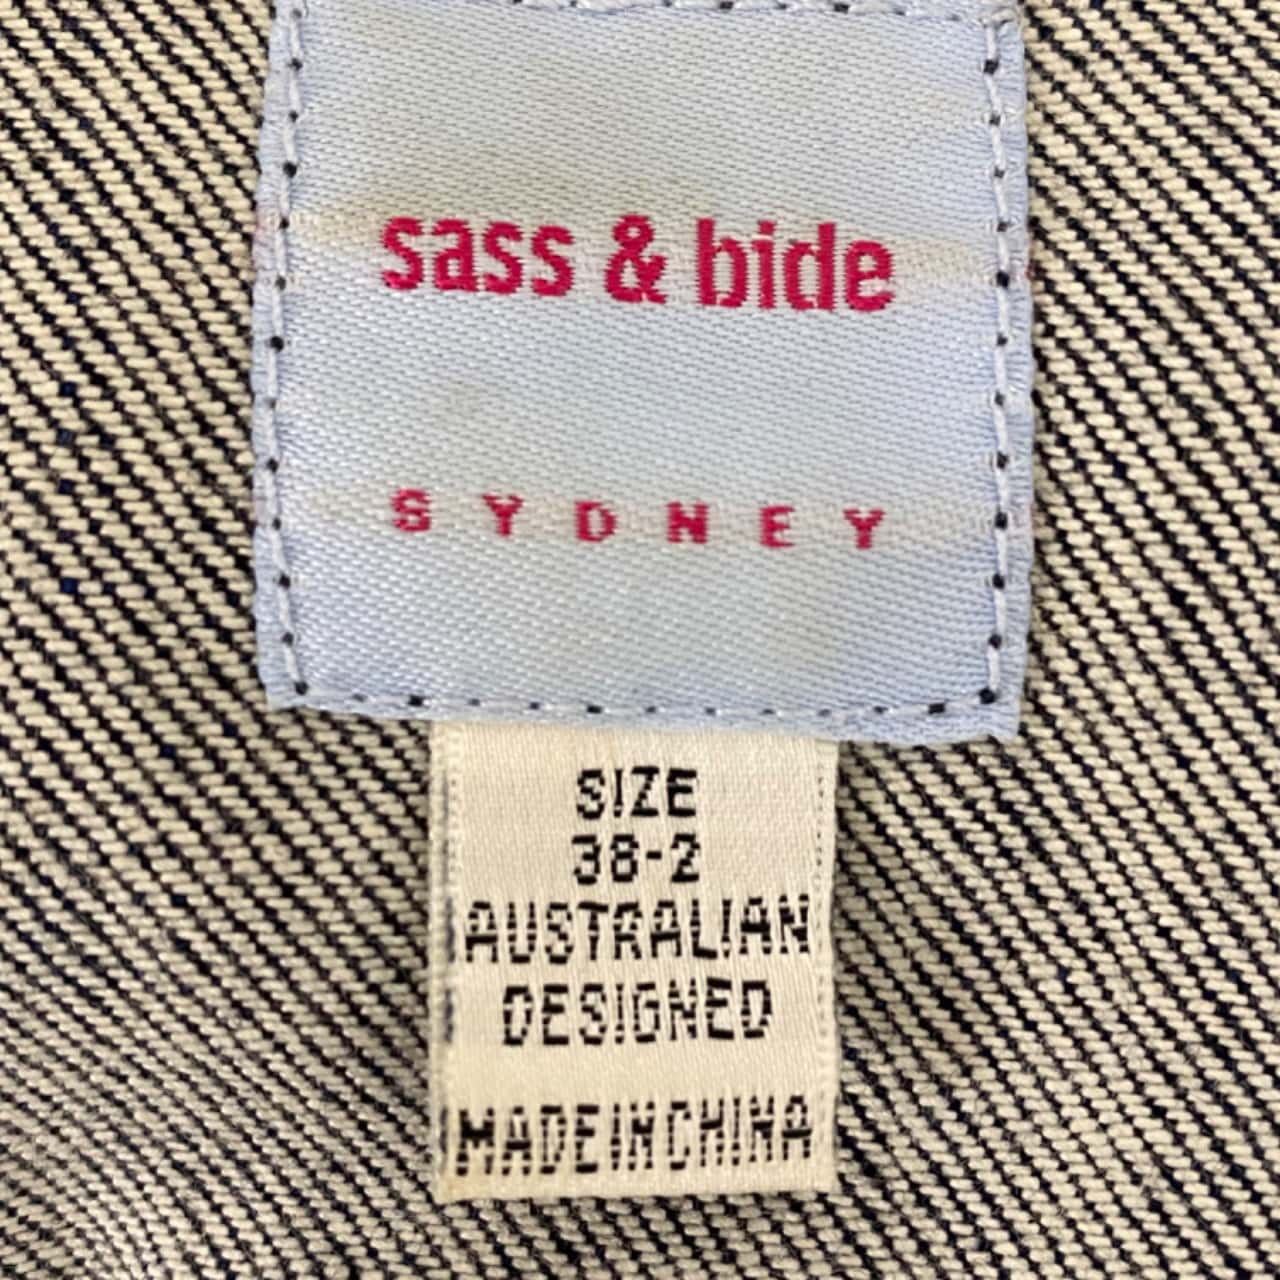 sass & bide
SYDNEY
SIZE
38-2
AUSTRALIAN
DESIGNED
MADE IN CHINA